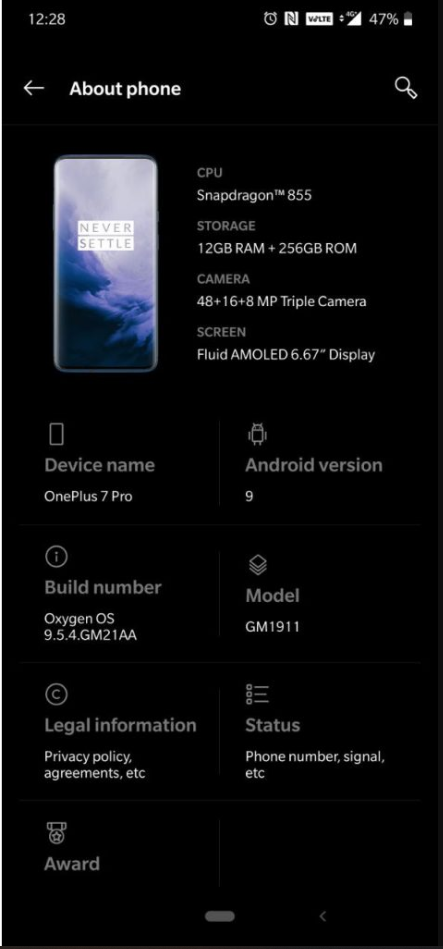 12:28
VoLTE 4G 47%
About phone
CPU
Snapdragon™ 855
STORAGE
12GB RAM + 256GB ROM
CAMERA
48+16+8 MP Triple Camera
SCREEN
Fluid AMOLED 6.67″ Display
NEVER
SETTLE
Device name
OnePlus 7 Pro
Android version
9
Build number
Oxygen OS
9.5.4.GM21AA
Model
GM1911
Legal information
Privacy policy,
agreements, etc
Status
Phone number, signal,
etc
Award